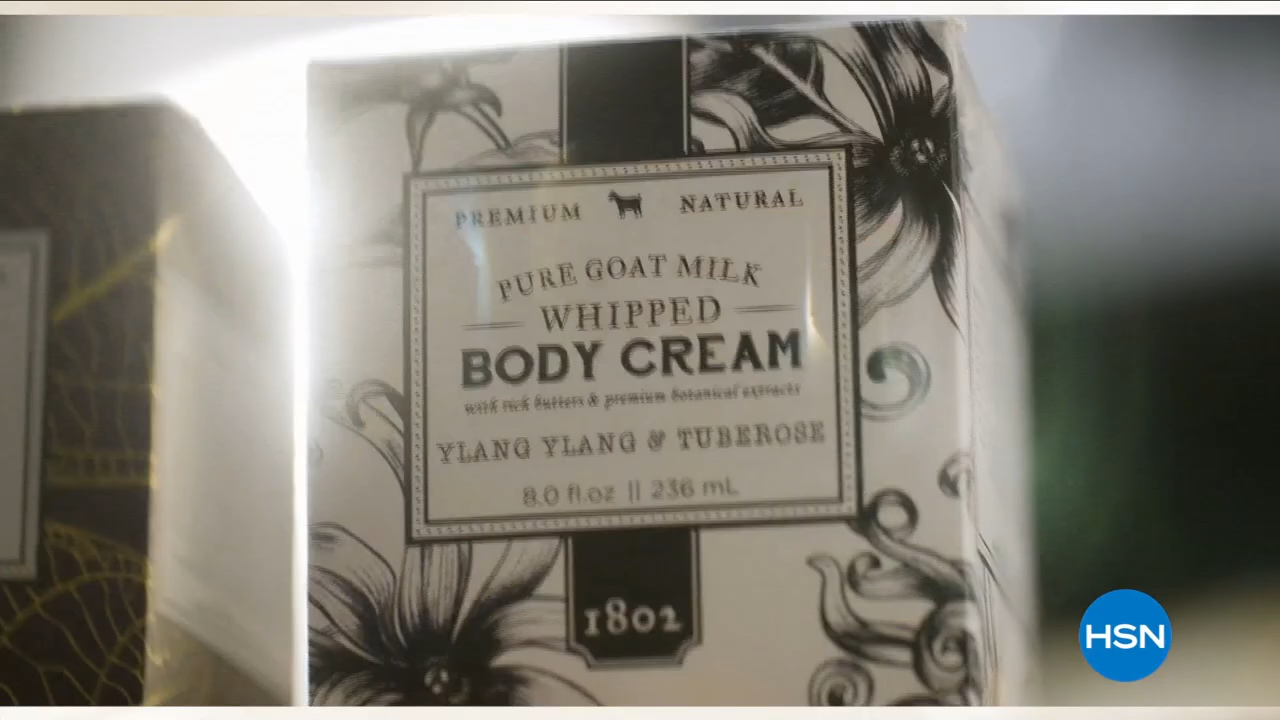 PREMIUM NATURAL
PURE GOAT MILK
WHIPPED
BODY CREAM
with rich butters & premium botanical extracts
YLANG YLANG & TUBEROSE
8.0 fl.oz || 236 mL
1802
HSN